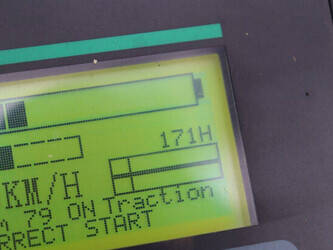 171H
KM/H
79 ON Traction
RRECT START